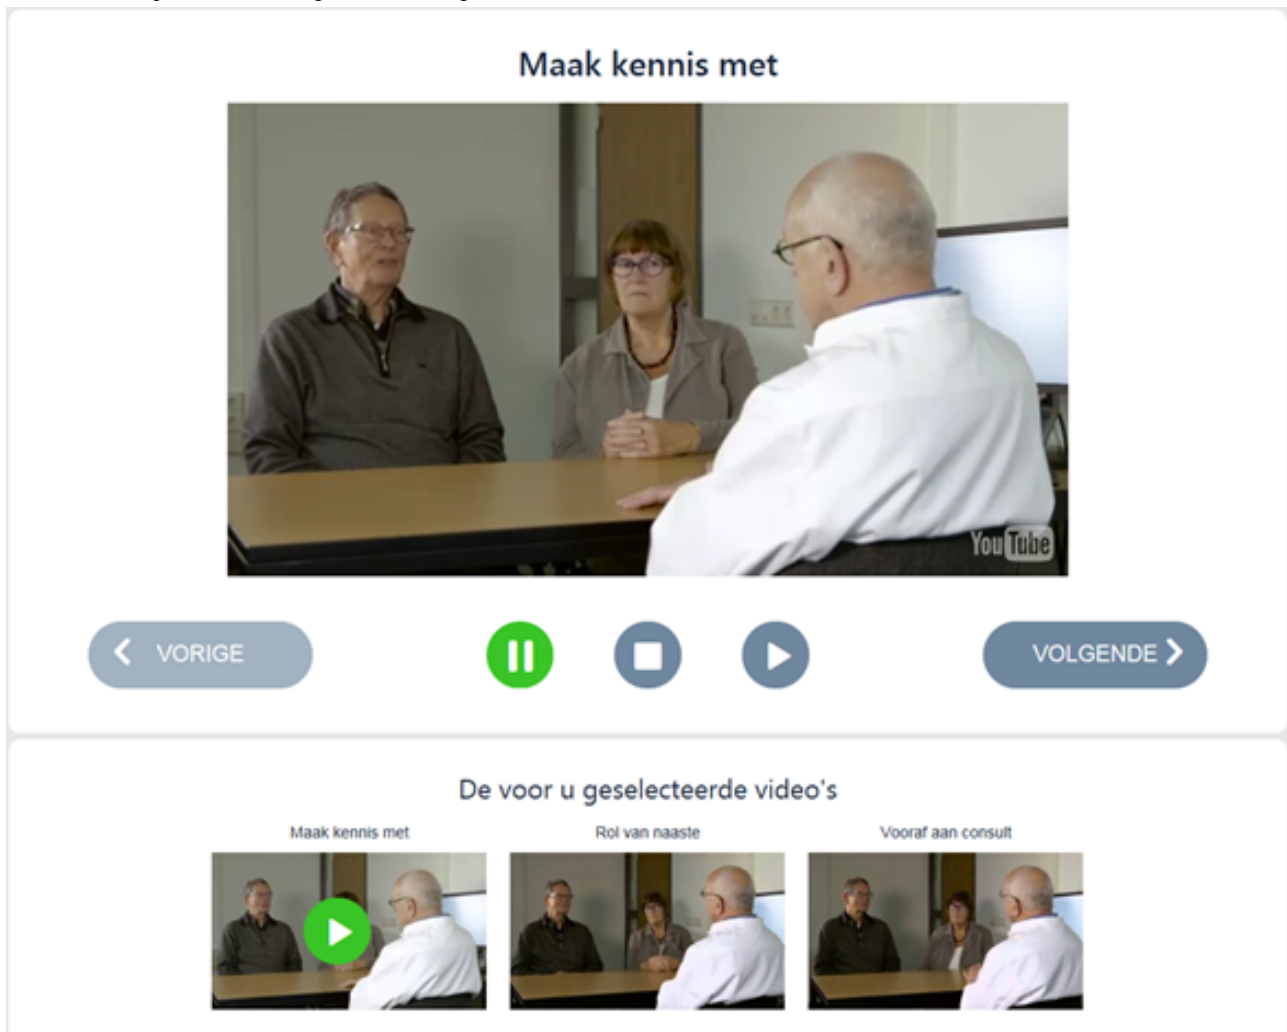 Maak kennis met
YouTube
VORIGE
VOLGENDE
De voor u geselecteerde video's
Maak kennis met
Rol van naaste
Vooraf aan consult